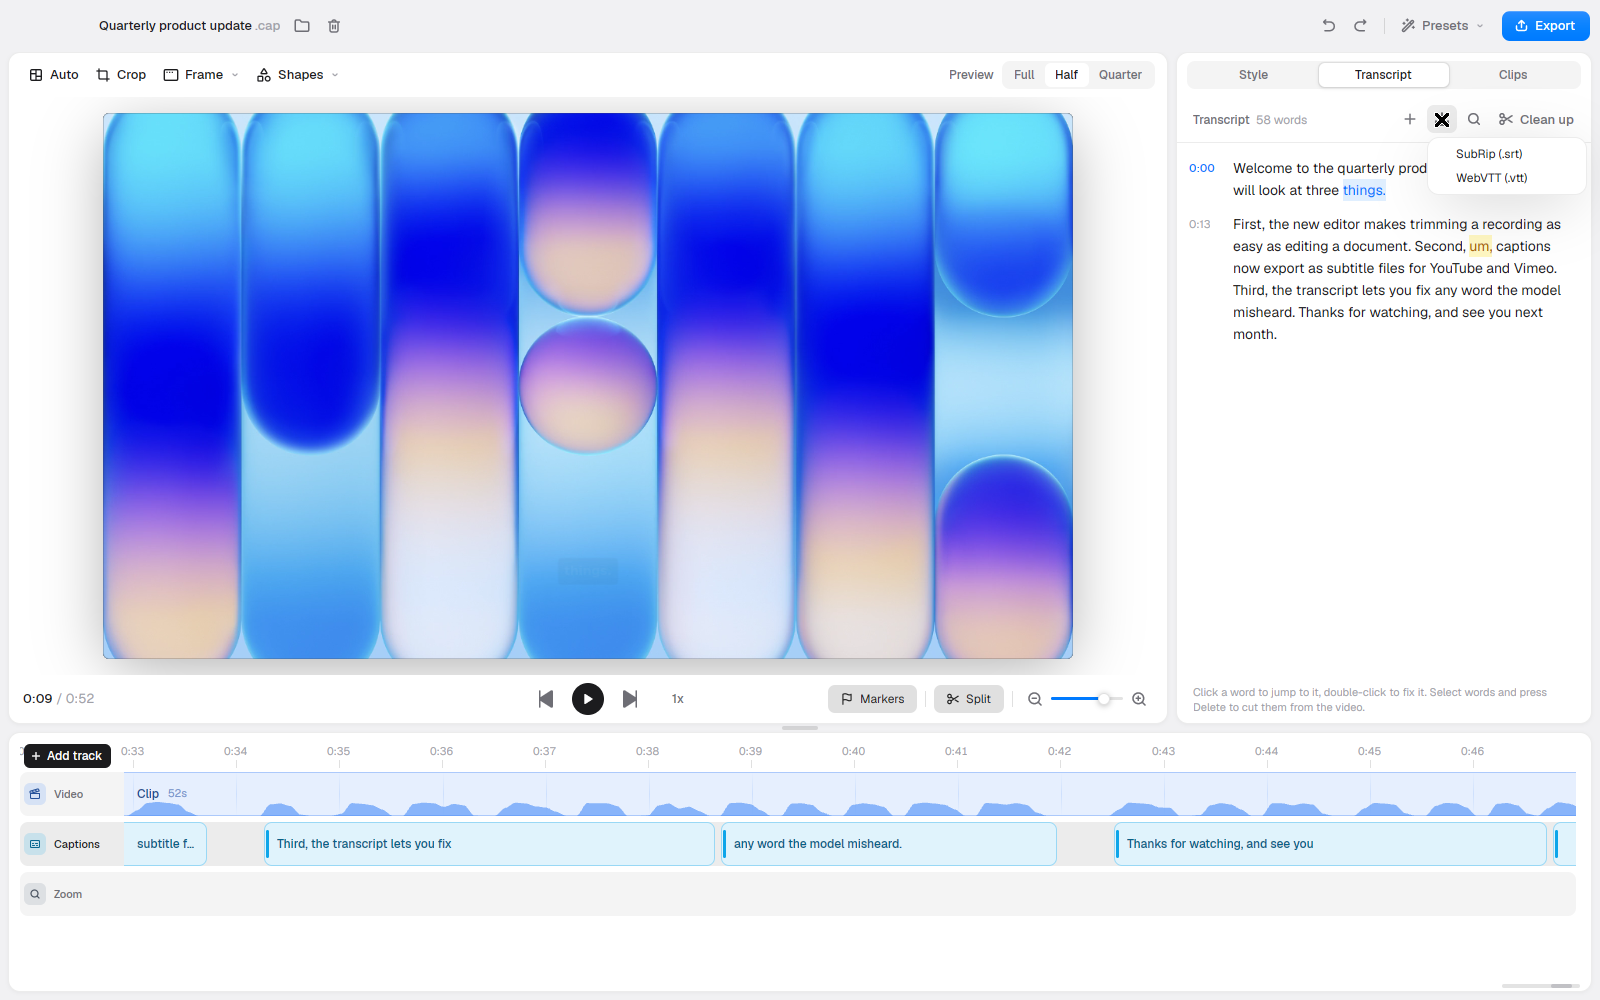 Quarterly product update .cap
Presets
Export
Auto
Crop
Frame
Shapes
Preview
Full
Half
Quarter
Style
Transcript
Clips
Transcript 58 words
Clean up
SubRip (.srt)
WebVTT (.vtt)
0:00
Welcome to the quarterly prod
will look at three things.
0:13
First, the new editor makes trimming a recording as
easy as editing a document. Second, um, captions
now export as subtitle files for YouTube and Vimeo.
Third, the transcript lets you fix any word the model
misheard. Thanks for watching, and see you next
month.
Click a word to jump to it, double-click to fix it. Select words and press
Delete to cut them from the video.
0:09 / 0:52
1x
Markers
Split
Add track
0:33 0:34 0:35 0:36 0:37 0:38 0:39 0:40 0:41 0:42 0:43 0:44 0:45 0:46
Video
Clip 52s
Captions
subtitle f...
Third, the transcript lets you fix
any word the model misheard.
Thanks for watching, and see you
Zoom